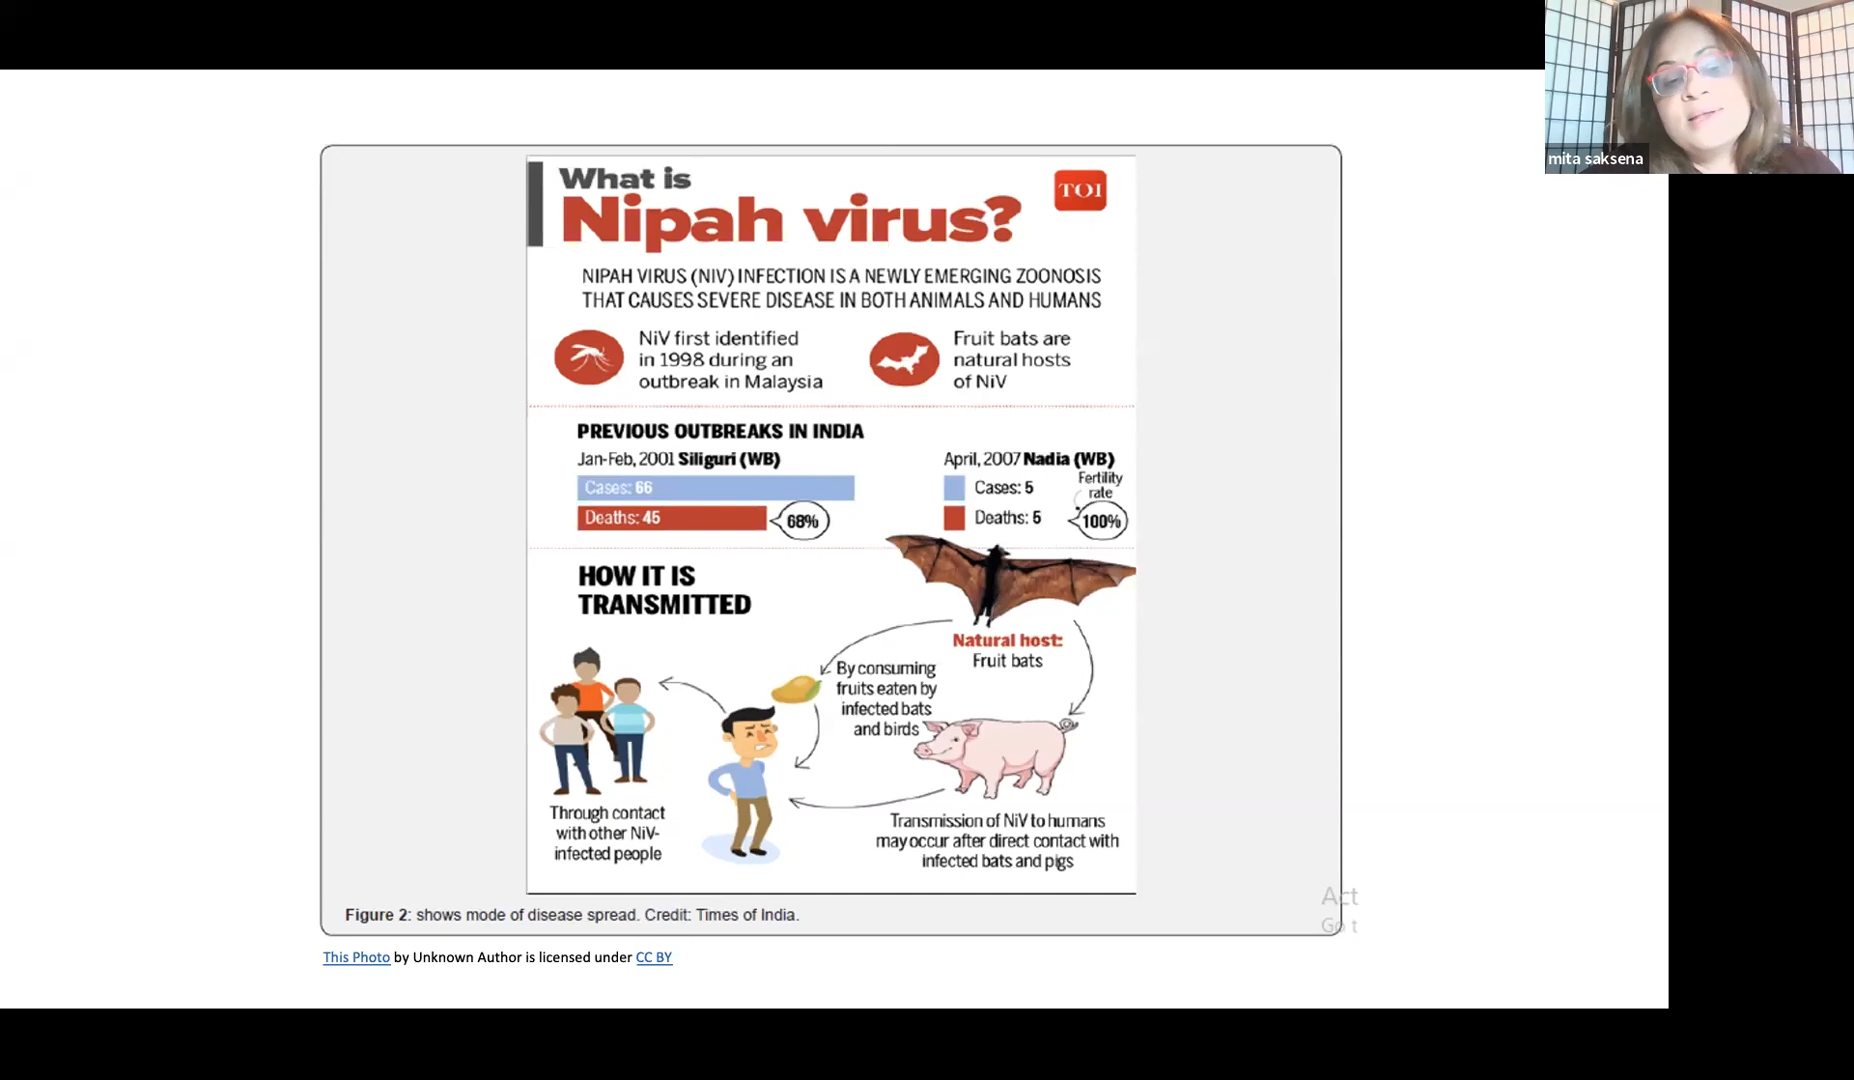 mita saksena
What is
Nipah virus?
TOI
NIPAH VIRUS (NIV) INFECTION IS A NEWLY EMERGING ZOONOSIS
THAT CAUSES SEVERE DISEASE IN BOTH ANIMALS AND HUMANS
NiV first identified
in 1998 during an
outbreak in Malaysia
Fruit bats are
natural hosts
of NiV
PREVIOUS OUTBREAKS IN INDIA
Jan-Feb, 2001 Siliguri (WB)
Cases: 66
Deaths: 45
68%
April, 2007 Nadia (WB)
Cases: 5
Deaths: 5
Fertility
rate
100%
HOW IT IS
TRANSMITTED
Natural host:
Fruit bats
By consuming
fruits eaten by
infected bats
and birds
Through contact
with other NiV-
infected people
Transmission of NiV to humans
may occur after direct contact with
infected bats and pigs
Act
Go t
Figure 2: shows mode of disease spread. Credit: Times of India.
This Photo by Unknown Author is licensed under CC BY